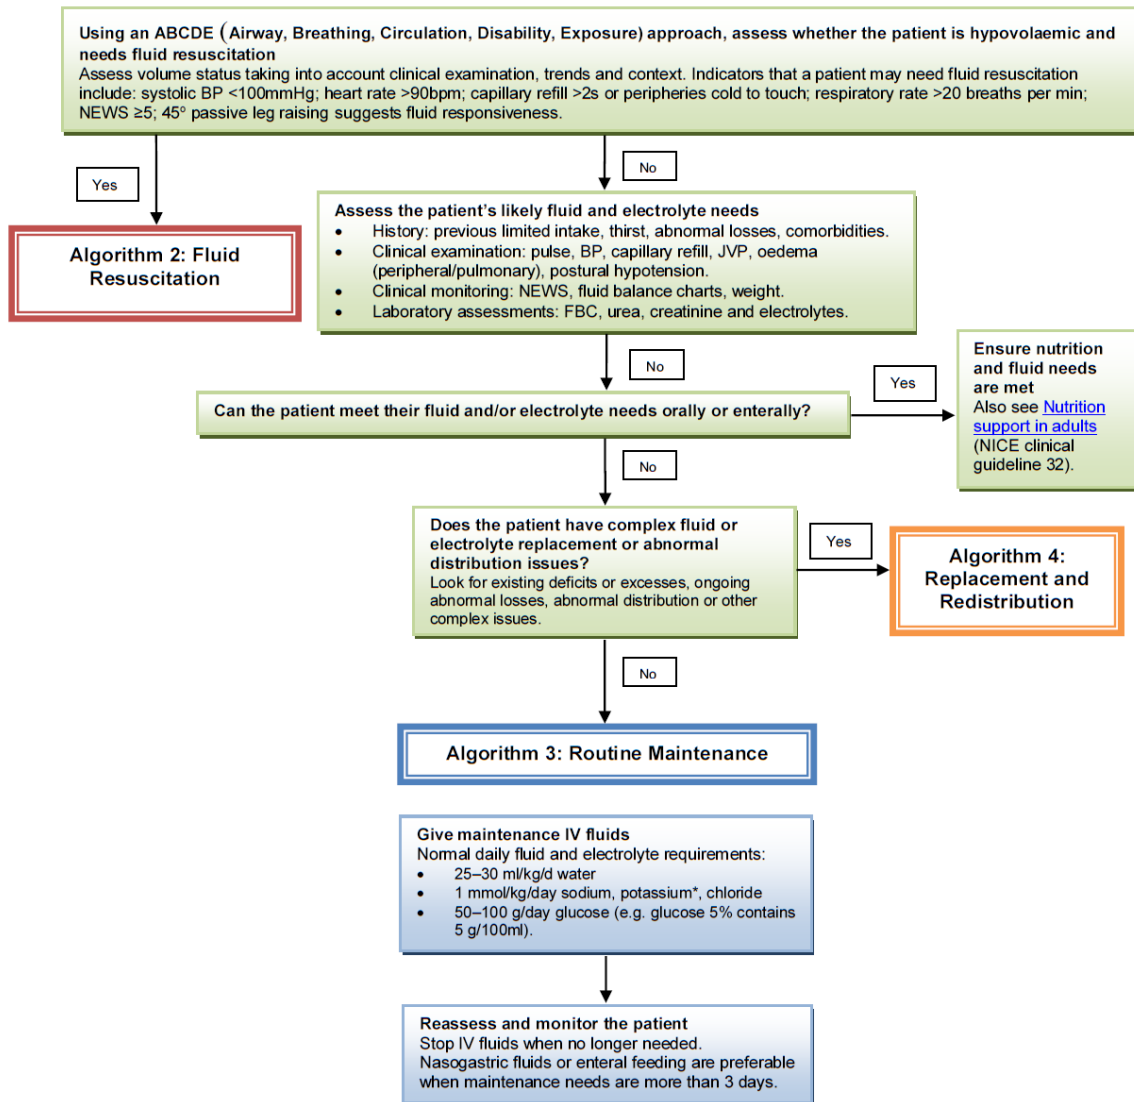 Using an ABCDE (Airway, Breathing, Circulation, Disability, Exposure) approach, assess whether the patient is hypovolaemic and
needs fluid resuscitation
Assess volume status taking into account clinical examination, trends and context. Indicators that a patient may need fluid resuscitation
include: systolic BP <100mmHg; heart rate >90bpm; capillary refill >2s or peripheries cold to touch; respiratory rate >20 breaths per min;
NEWS ≥5; 45° passive leg raising suggests fluid responsiveness.
Yes
No
Algorithm 2: Fluid
Resuscitation
Assess the patient's likely fluid and electrolyte needs
• History: previous limited intake, thirst, abnormal losses, comorbidities.
• Clinical examination: pulse, BP, capillary refill, JVP, oedema
(peripheral/pulmonary), postural hypotension.
• Clinical monitoring: NEWS, fluid balance charts, weight.
• Laboratory assessments: FBC, urea, creatinine and electrolytes.
No
Can the patient meet their fluid and/or electrolyte needs orally or enterally?
Yes
Ensure nutrition
and fluid needs
are met
Also see Nutrition
support in adults
(NICE clinical
guideline 32).
No
Does the patient have complex fluid or
electrolyte replacement or abnormal
distribution issues?
Look for existing deficits or excesses, ongoing
abnormal losses, abnormal distribution or other
complex issues.
Yes
Algorithm 4:
Replacement and
Redistribution
No
Algorithm 3: Routine Maintenance
Give maintenance IV fluids
Normal daily fluid and electrolyte requirements:
• 25–30 ml/kg/d water
• 1 mmol/kg/day sodium, potassium*, chloride
• 50–100 g/day glucose (e.g. glucose 5% contains
5 g/100ml).
Reassess and monitor the patient
Stop IV fluids when no longer needed.
Nasogastric fluids or enteral feeding are preferable
when maintenance needs are more than 3 days.